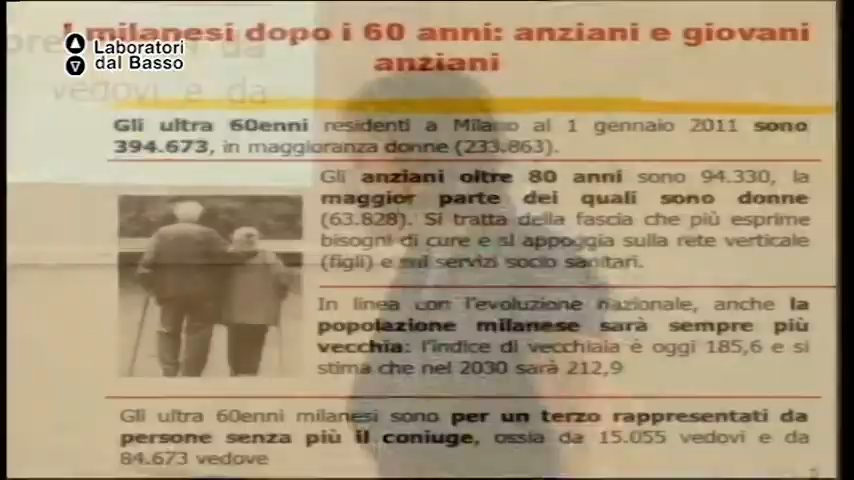 I milanesi dopo i 60 anni: anziani e giovani
anziani
Laboratori
dal Basso
vedovi e da
Gli ultra 60enni residenti a Milano al 1 gennaio 2011 sono
394.673, in maggioranza donne (233.863).
Gli anziani oltre 80 anni sono 94.330, la
maggior parte dei quali sono donne
(63.828). Si tratta della fascia che più esprime
bisogni di cure e si appoggia sulla rete verticale
(figli) e sui servizi socio sanitari.
In linea con l'evoluzione nazionale, anche la
popolazione milanese sarà sempre più
vecchia: l'indice di vecchiaia è oggi 185,6 e si
stima che nel 2030 sarà 212,9
Gli ultra 60enni milanesi sono per un terzo rappresentati da
persone senza più il coniuge, ossia da 15.055 vedovi e da
84.673 vedove